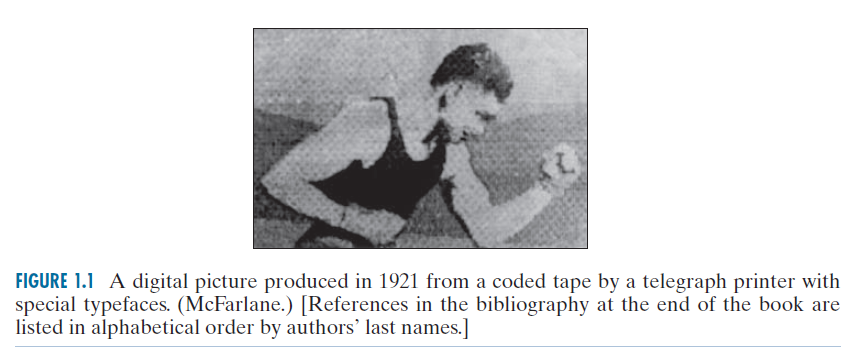 FIGURE 1.1 A digital picture produced in 1921 from a coded tape by a telegraph printer with
special typefaces. (McFarlane.) [References in the bibliography at the end of the book are
listed in alphabetical order by authors’ last names.]